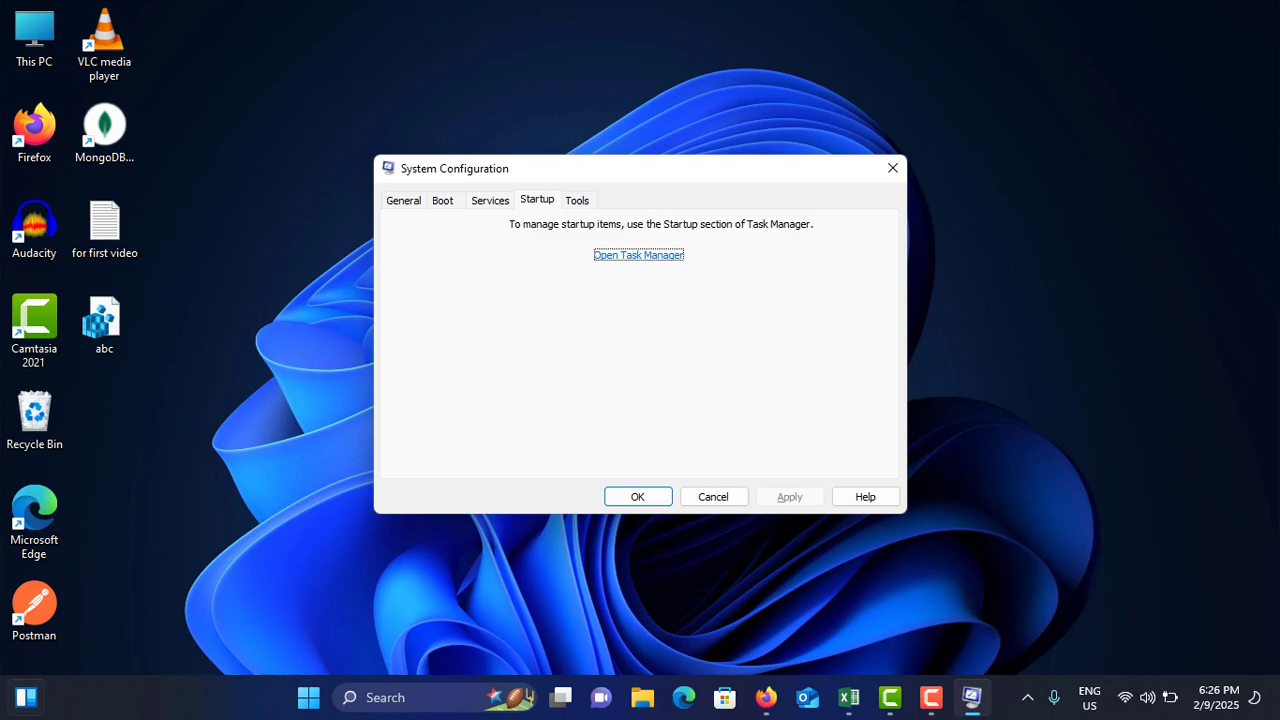 This PC
VLC media
player
Firefox
MongoDB...
Audacity
for first video
Camtasia
2021
abc
Recycle Bin
Microsoft
Edge
Postman
System Configuration
General
Boot
Services
Startup
Tools
To manage startup items, use the Startup section of Task Manager.
Open Task Manager
OK
Cancel
Apply
Help
Search
ENG
US
6:26 PM
2/9/2025